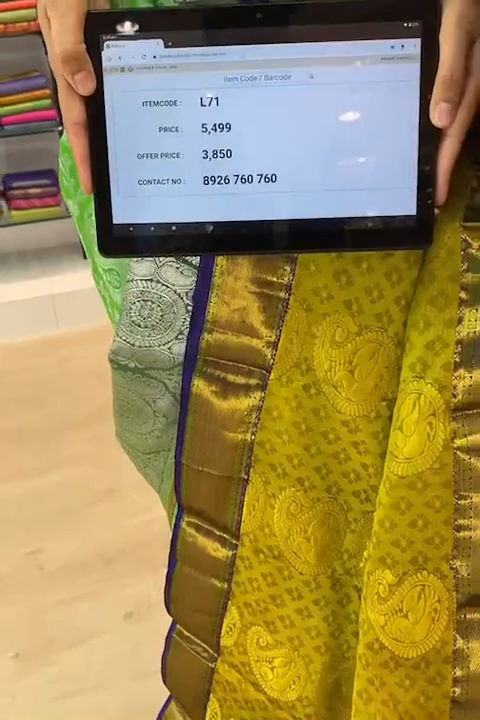 Item Code / Barcode
ITEMCODE : L71
PRICE : 5,499
OFFER PRICE : 3,850
CONTACT NO : 8926 760 760